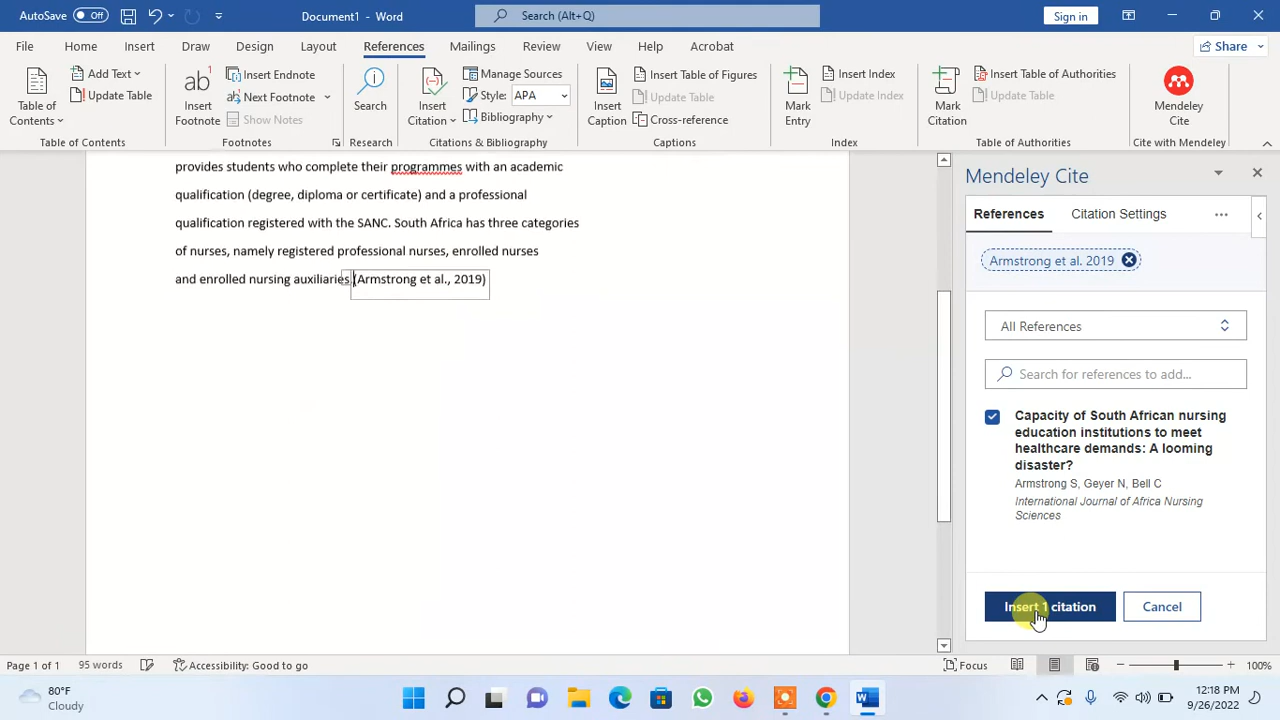 AutoSave Off Document1 - Word Search (Alt+Q) Sign in
File Home Insert Draw Design Layout References Mailings Review View Help Acrobat Share
Table of Contents
Add Text
Update Table
Table of Contents
ab
Insert Footnote
Insert Endnote
Next Footnote
Show Notes
Footnotes
Search
Research
Insert Citation
Manage Sources
Style: APA
Bibliography
Citations & Bibliography
Insert Caption
Insert Table of Figures
Update Table
Cross-reference
Captions
Mark Entry
Insert Index
Update Index
Index
Mark Citation
Insert Table of Authorities
Update Table
Table of Authorities
Mendeley Cite
Cite with Mendeley
provides students who complete their programmes with an academic
qualification (degree, diploma or certificate) and a professional
qualification registered with the SANC. South Africa has three categories
of nurses, namely registered professional nurses, enrolled nurses
and enrolled nursing auxiliaries.(Armstrong et al., 2019)
Mendeley Cite
References Citation Settings
Armstrong et al. 2019
All References
Search for references to add...
Capacity of South African nursing
education institutions to meet
healthcare demands: A looming
disaster?
Armstrong S, Geyer N, Bell C
International Journal of Africa Nursing
Sciences
Insert 1 citation Cancel
Page 1 of 1 95 words Accessibility: Good to go Focus 100%
80°F
Cloudy
12:18 PM
9/26/2022